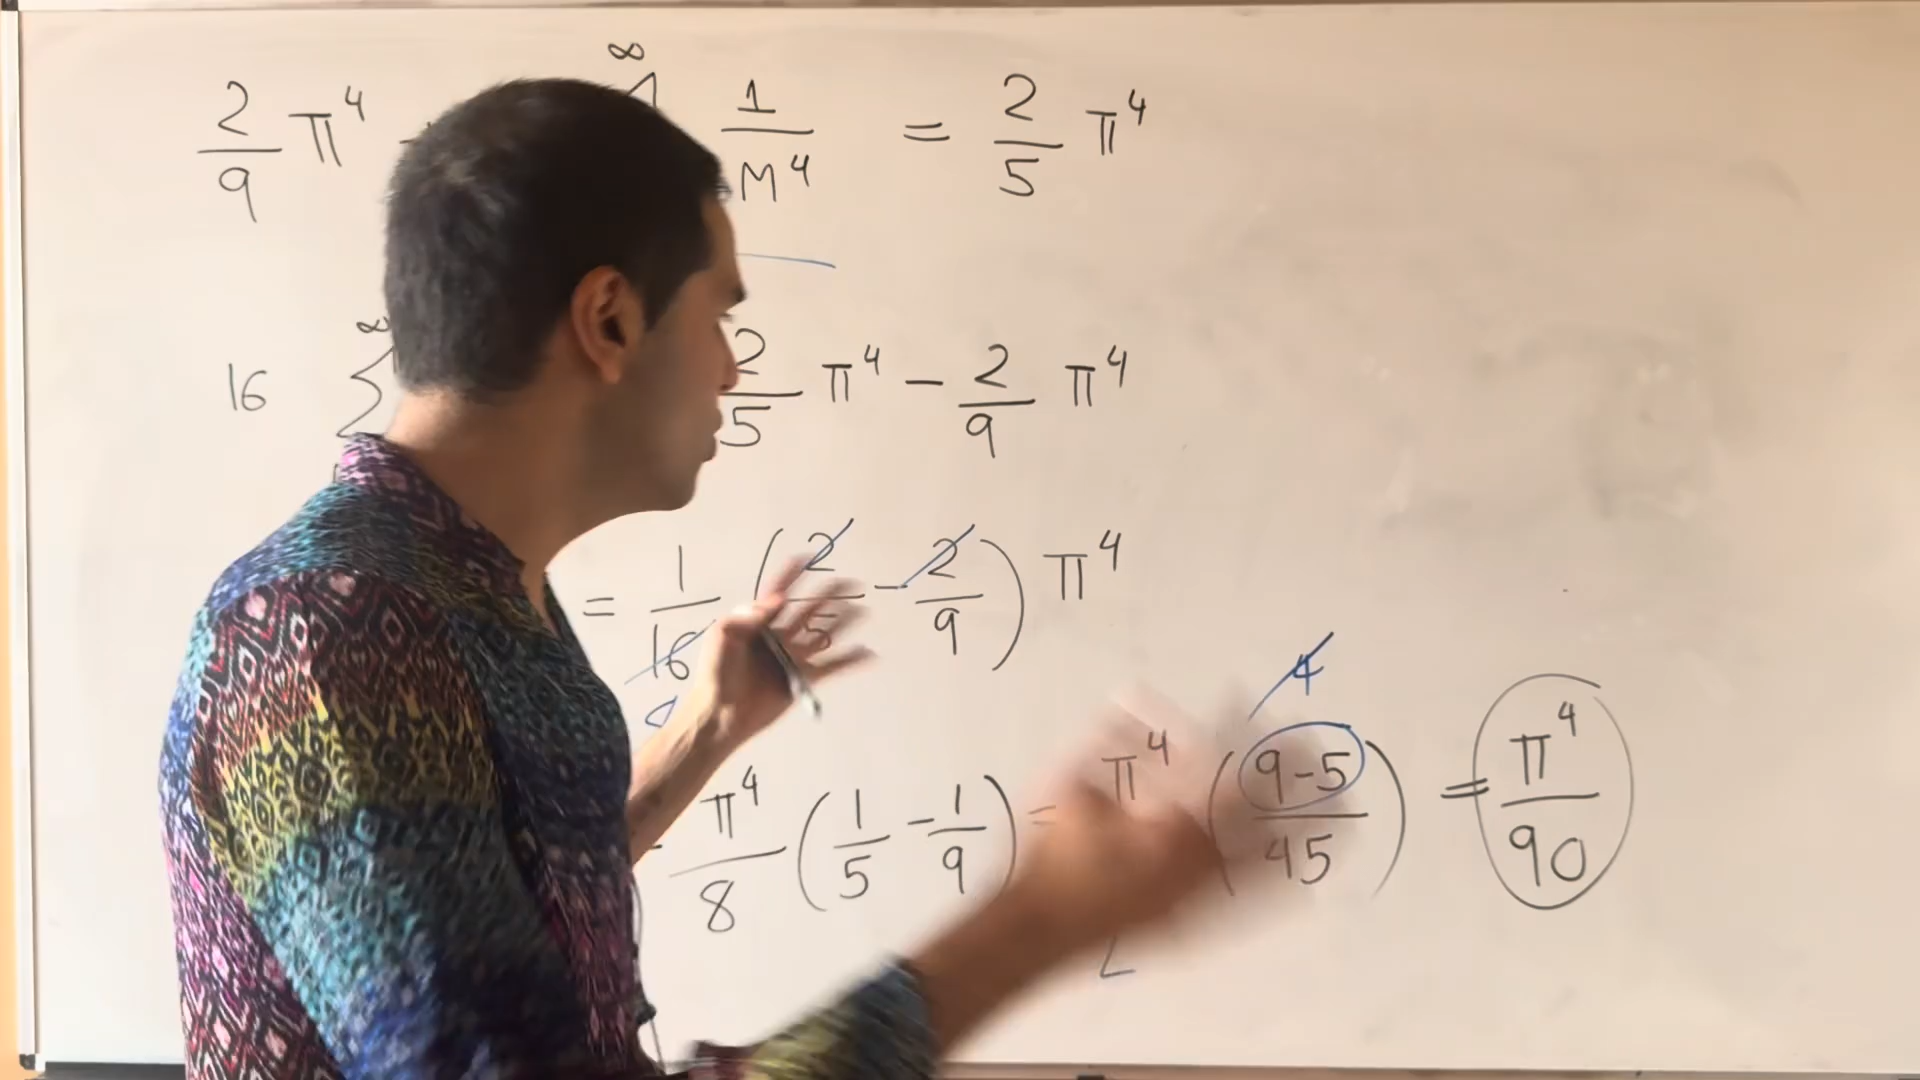 2/9 π⁴ ∞ 1/M⁴ = 2/5 π⁴
16 ∞ Σ 2/5 π⁴ − 2/9 π⁴
= 1/16 (2/5 − 2/9) π⁴
π⁴/8 (1/5 − 1/9) = π⁴ ((9−5)/45) = π⁴/90
4